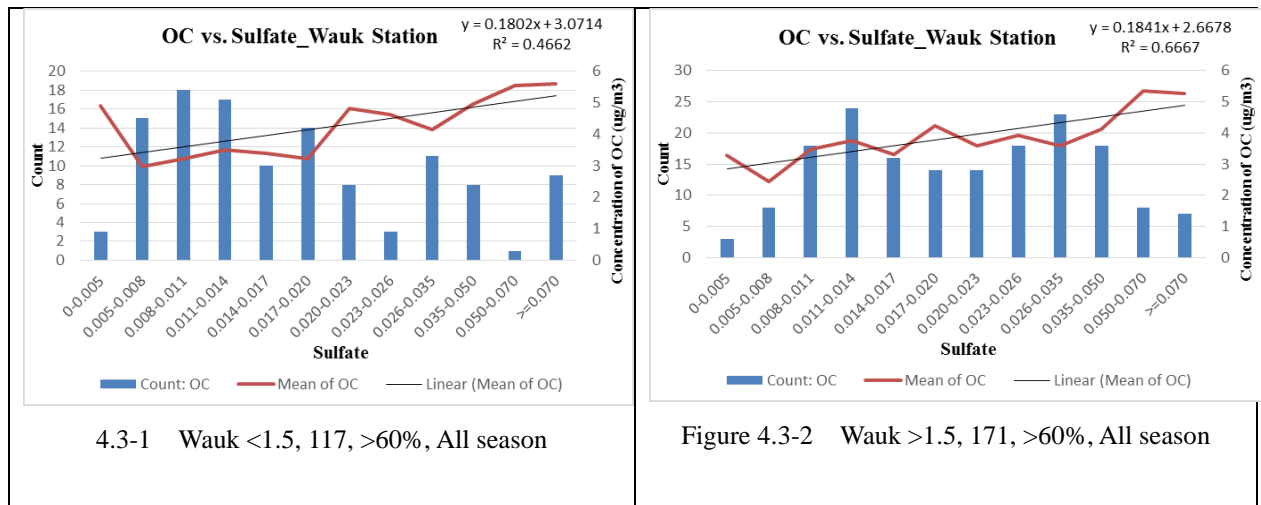 OC vs. Sulfate_Wauk Station
y = 0.1802x + 3.0714
R² = 0.4662
20
18
16
14
12
10
8
6
4
2
0
Count
6
5
4
3
2
1
0
Concentration of OC (ug/m3)
0-0.005
0.005-0.008
0.008-0.011
0.011-0.014
0.014-0.017
0.017-0.020
0.020-0.023
0.023-0.026
0.026-0.035
0.035-0.050
0.050-0.070
>=0.070
Sulfate
Count: OC
Mean of OC
Linear (Mean of OC)
4.3-1 Wauk <1.5, 117, >60%, All season
OC vs. Sulfate_Wauk Station
y = 0.1841x + 2.6678
R² = 0.6667
30
25
20
15
10
5
0
Count
6
5
4
3
2
1
0
Concentration of OC (ug/m3)
0-0.005
0.005-0.008
0.008-0.011
0.011-0.014
0.014-0.017
0.017-0.020
0.020-0.023
0.023-0.026
0.026-0.035
0.035-0.050
0.050-0.070
>=0.070
Sulfate
Count: OC
Mean of OC
Linear (Mean of OC)
Figure 4.3-2 Wauk >1.5, 171, >60%, All season